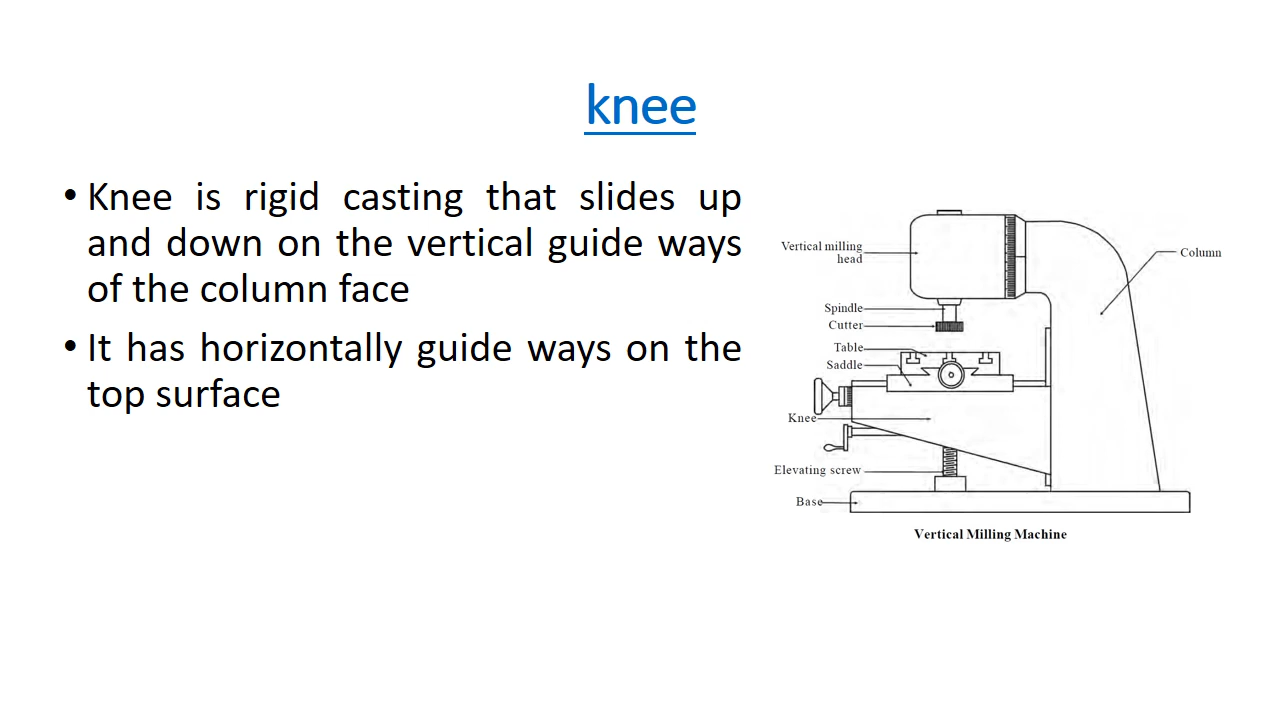 knee
• Knee is rigid casting that slides up
and down on the vertical guide ways
of the column face
• It has horizontally guide ways on the
top surface
Vertical milling
head
Column
Spindle
Cutter
Table
Saddle
Knee
Elevating screw
Base
Vertical Milling Machine